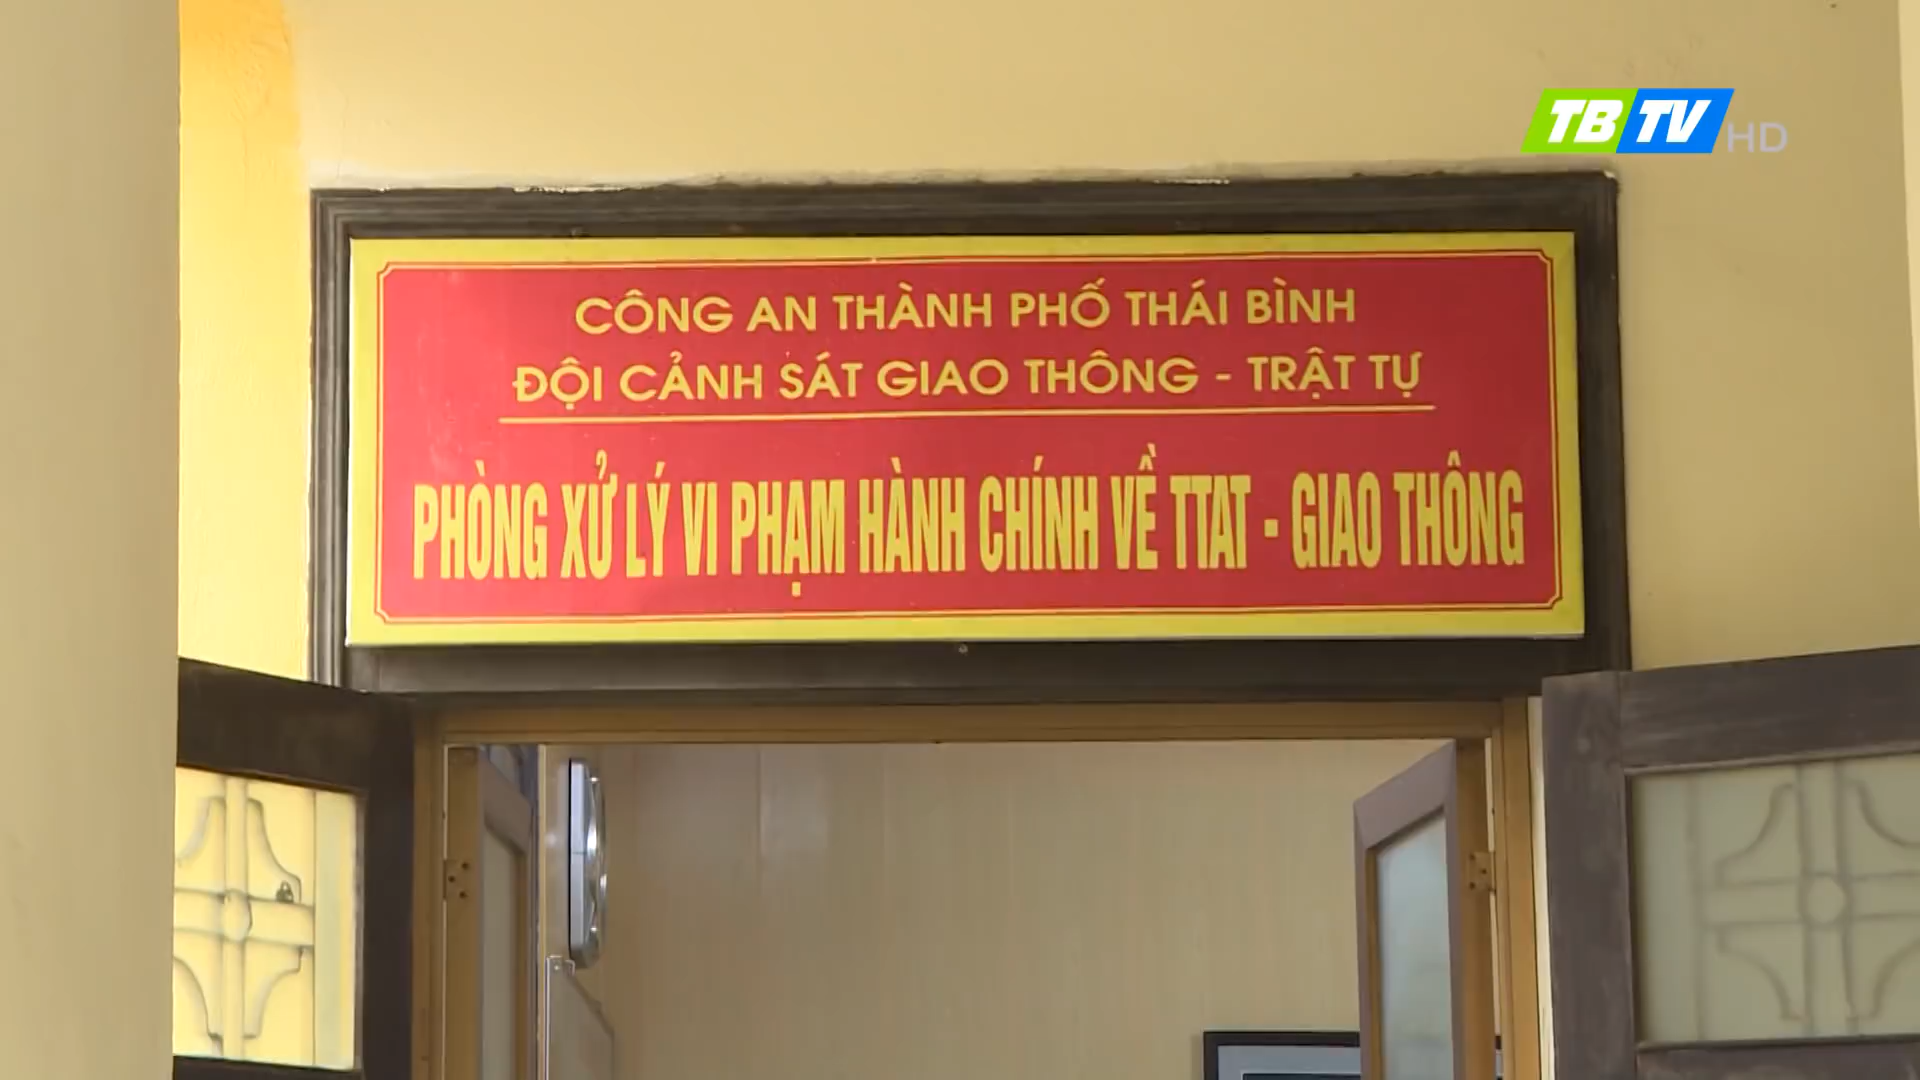 TBTV HD
CÔNG AN THÀNH PHỐ THÁI BÌNH
ĐỘI CẢNH SÁT GIAO THÔNG - TRẬT TỰ
PHÒNG XỬ LÝ VI PHẠM HÀNH CHÍNH VỀ TTAT - GIAO THÔNG